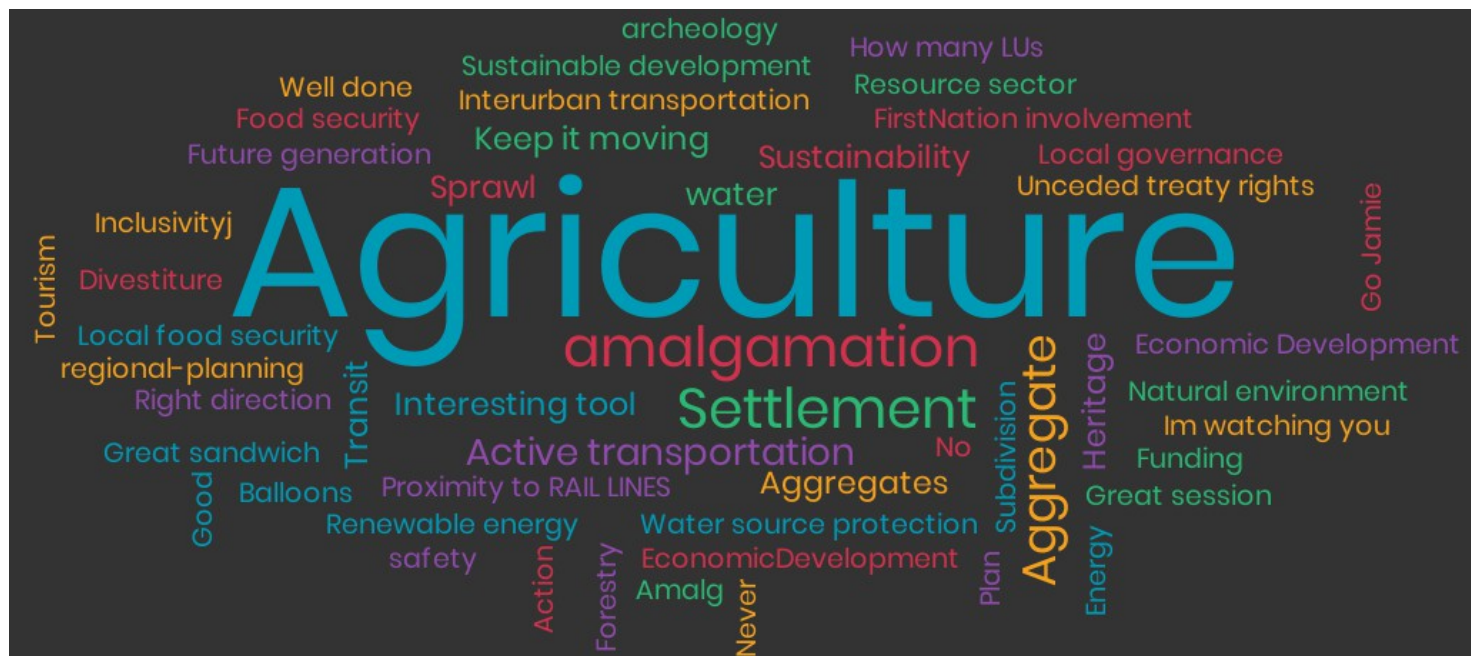 archeology
How many LUs
Sustainable development
Resource sector
Well done
Interurban transportation
Food security
FirstNation involvement
Keep it moving
Future generation
Sustainability
Local governance
Sprawl
water
Unceded treaty rights
Go Jamie
Inclusivityj
Agriculture
Tourism
Divestiture
Local food security
amalgamation
Aggregate
Heritage
Economic Development
regional-planning
Transit
Right direction
Interesting tool
Settlement
Subdivision
Natural environment
Im watching you
Great sandwich
Active transportation
No
Funding
Good
Balloons
Proximity to RAIL LINES
Aggregates
Great session
Renewable energy
Water source protection
Energy
safety
Action
Forestry
EconomicDevelopment
Plan
Amalg
Never